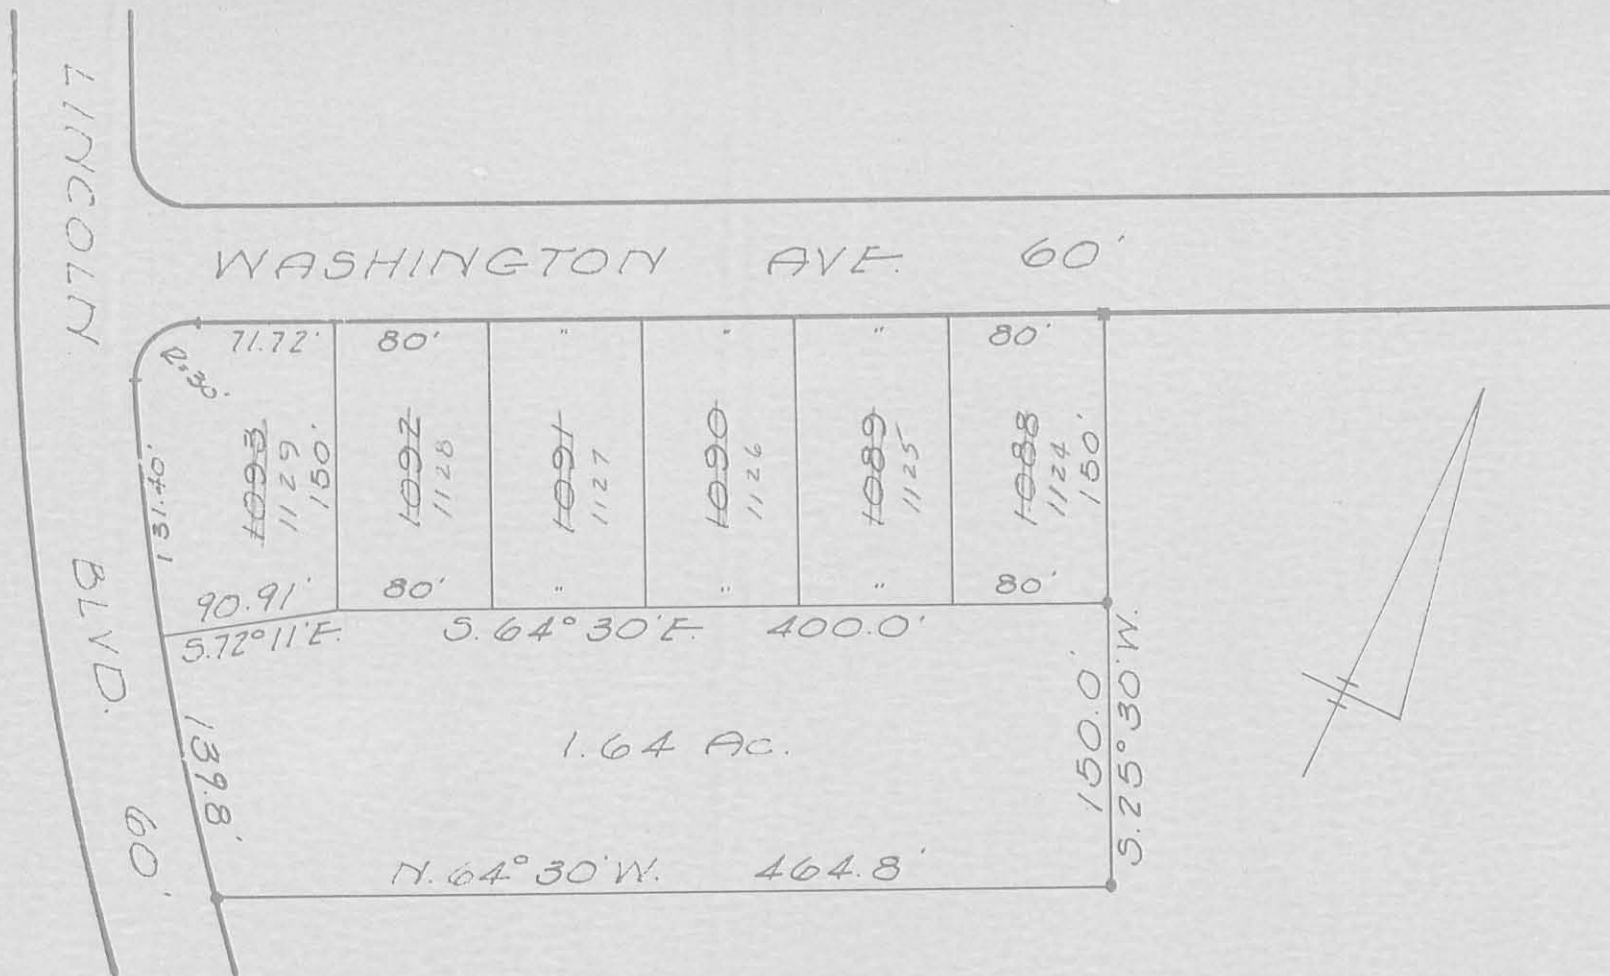 LINCOLN BLVD. 60'
WASHINGTON AVE. 60'
71.72' 80' " " " 80'
R=30'
131.40'
1093
1129
150'
1092
1128
1091
1127
1090
1126
1089
1125
1088
1124
150'
90.91' 80' " " " 80'
S.72°11'E. S.64°30'E. 400.0'
139.8'
1.64 Ac.
150.0'
S.25°30'W.
N.64°30'W. 464.8'